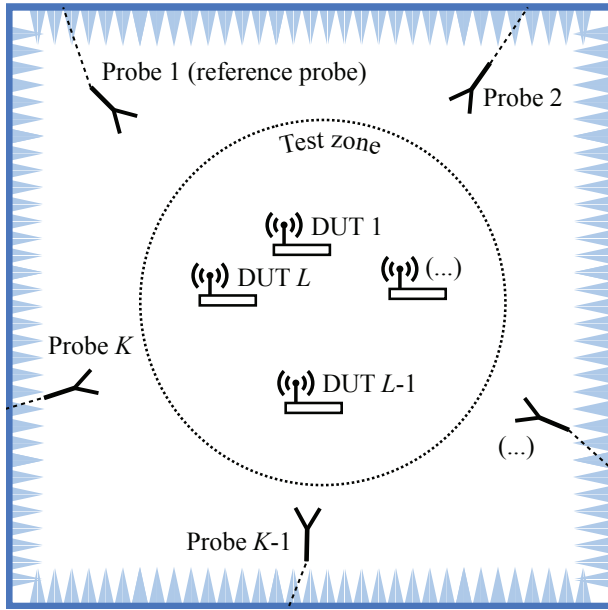 Probe 1 (reference probe)
Probe 2
Test zone
DUT 1
DUT L
(...)
Probe K
DUT L-1
(...)
Probe K-1